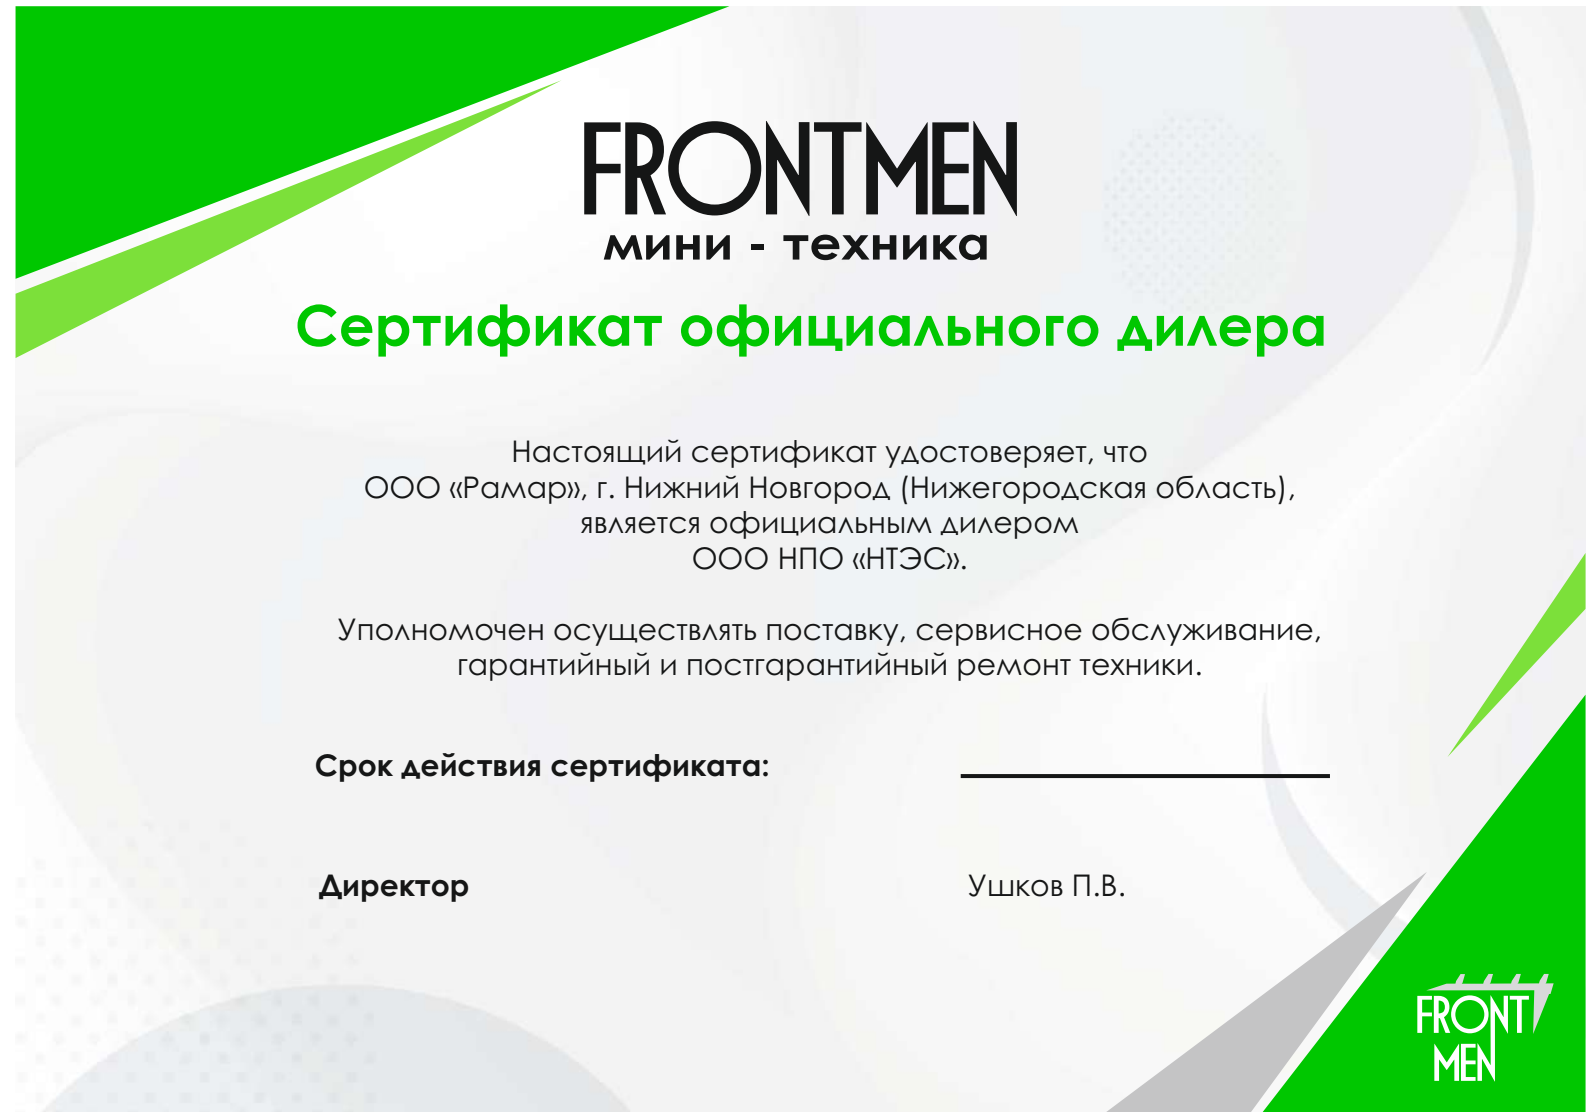 FRONTMEN
мини - техника
Сертификат официального дилера
Настоящий сертификат удостоверяет, что
ООО «Рамар», г. Нижний Новгород (Нижегородская область),
является официальным дилером
ООО НПО «НТЭС».
Уполномочен осуществлять поставку, сервисное обслуживание,
гарантийный и постгарантийный ремонт техники.
Срок действия сертификата:
Директор Ушков П.В.
FRONT
MEN